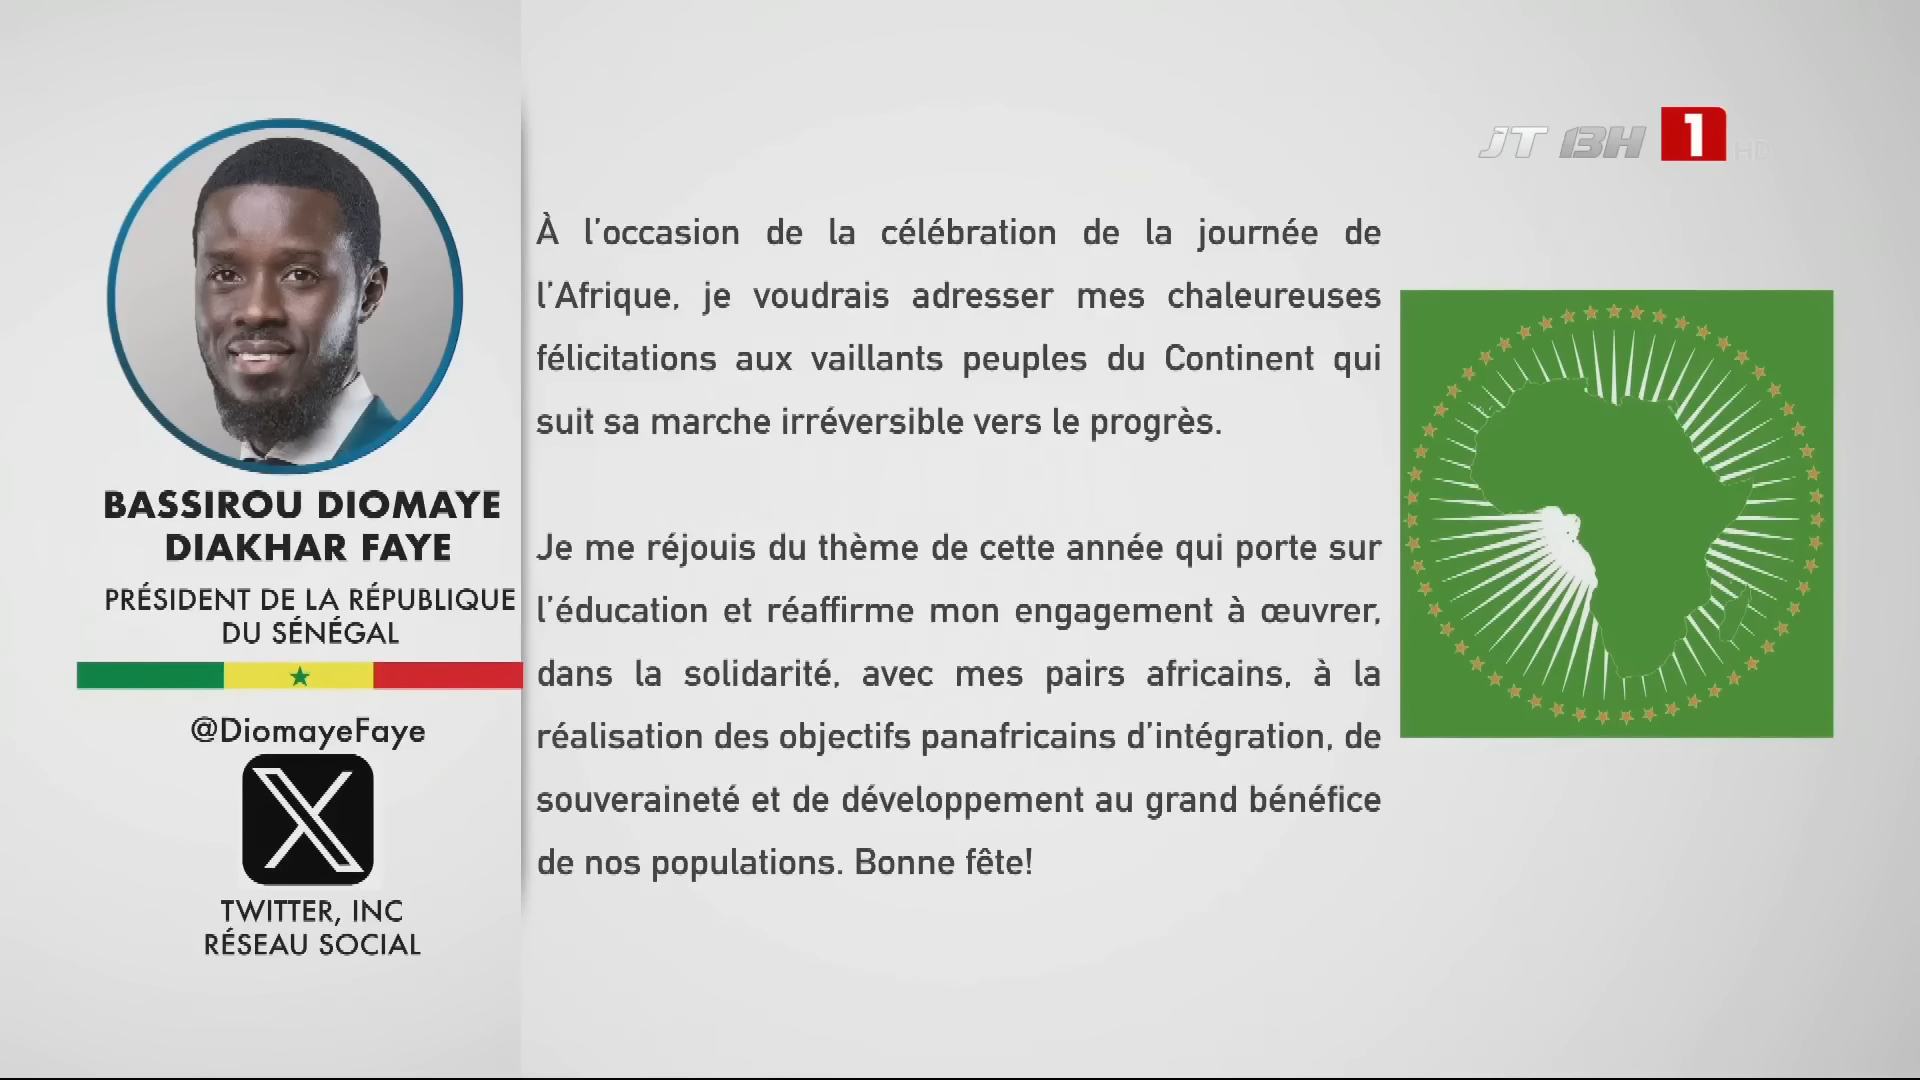 JT 13H 1 HD
BASSIROU DIOMAYE
DIAKHAR FAYE
PRÉSIDENT DE LA RÉPUBLIQUE
DU SÉNÉGAL
@DiomayeFaye
TWITTER, INC
RÉSEAU SOCIAL
À l’occasion de la célébration de la journée de
l’Afrique, je voudrais adresser mes chaleureuses
félicitations aux vaillants peuples du Continent qui
suit sa marche irréversible vers le progrès.
Je me réjouis du thème de cette année qui porte sur
l’éducation et réaffirme mon engagement à œuvrer,
dans la solidarité, avec mes pairs africains, à la
réalisation des objectifs panafricains d’intégration, de
souveraineté et de développement au grand bénéfice
de nos populations. Bonne fête!